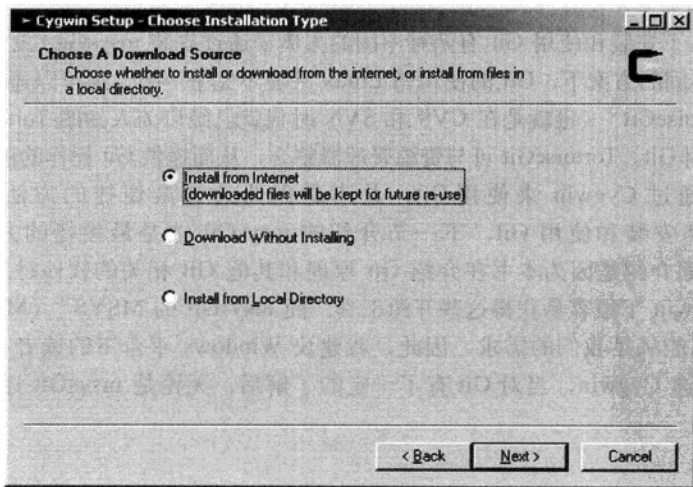 Cygwin Setup - Choose Installation Type
Choose A Download Source
Choose whether to install or download from the internet, or install from files in
a local directory.
Install from Internet
(downloaded files will be kept for future re-use)
Download Without Installing
Install from Local Directory
< Back
Next >
Cancel